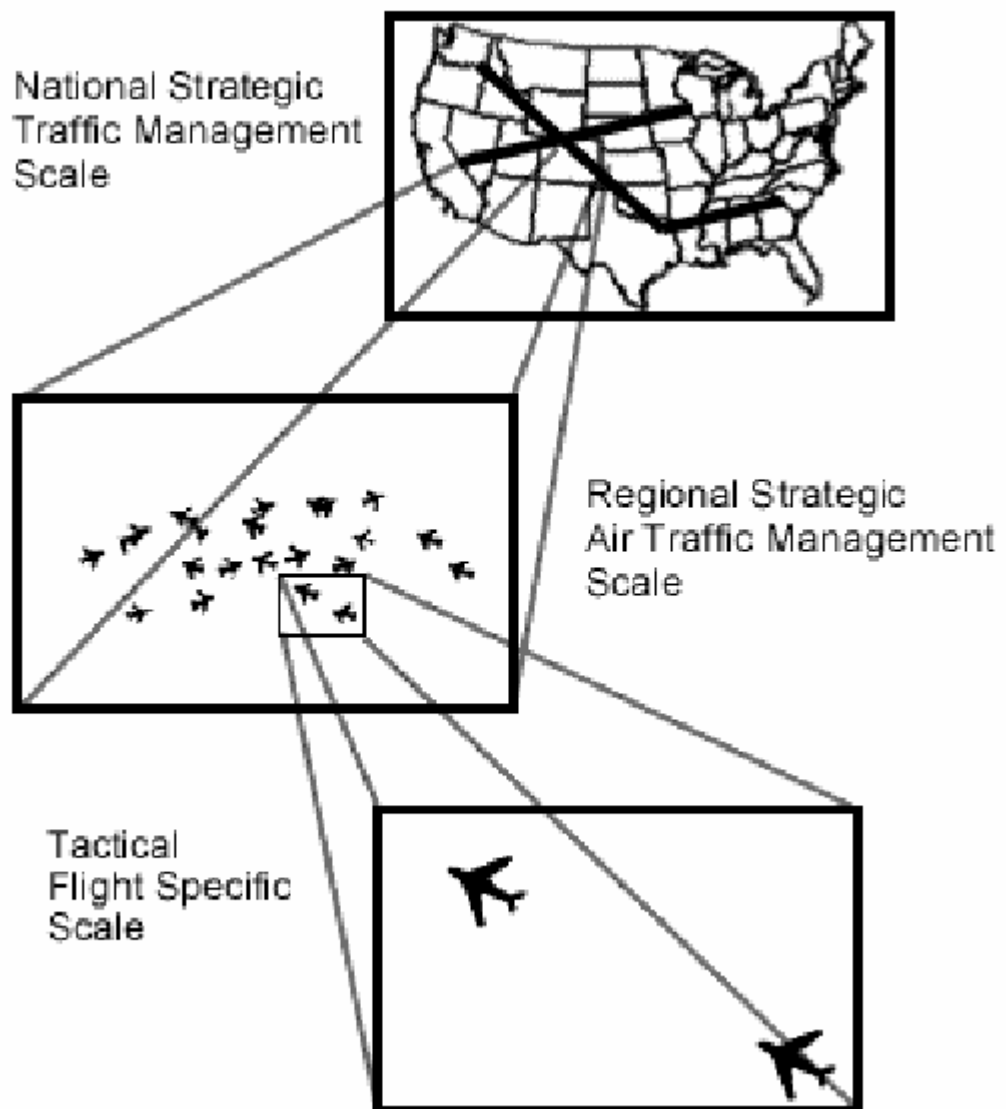 National Strategic
Traffic Management
Scale
Regional Strategic
Air Traffic Management
Scale
Tactical
Flight Specific
Scale